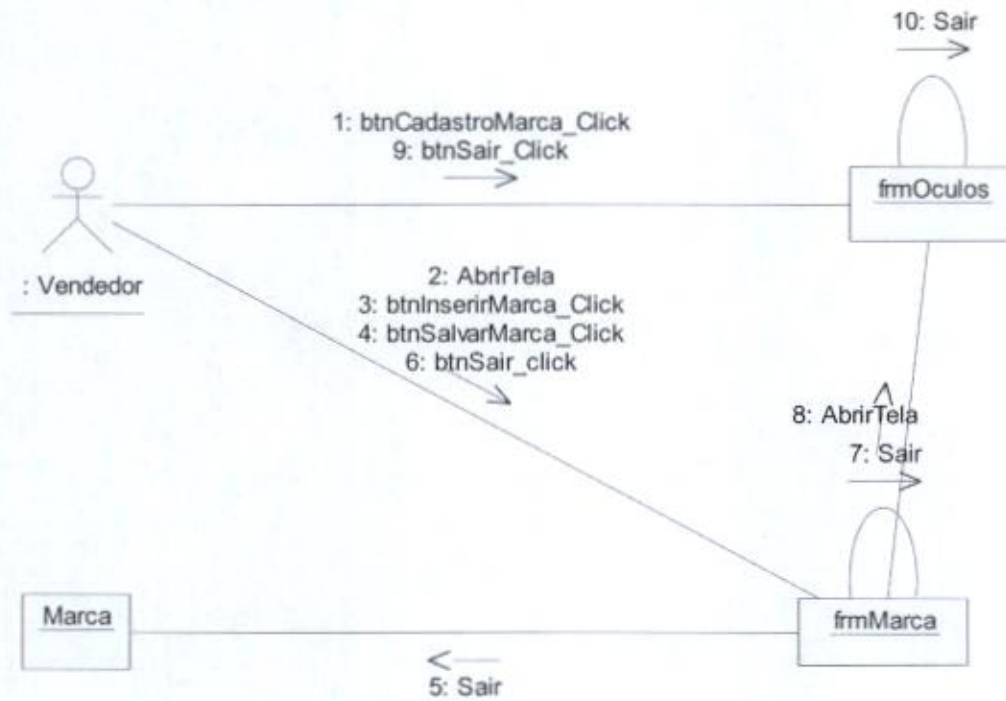 10: Sair
1: btnCadastroMarca_Click
9: btnSair_Click
frmOculos
: Vendedor
2: AbrirTela
3: btnInserirMarca_Click
4: btnSalvarMarca_Click
6: btnSair_click
8: AbrirTela
7: Sair
Marca
frmMarca
5: Sair